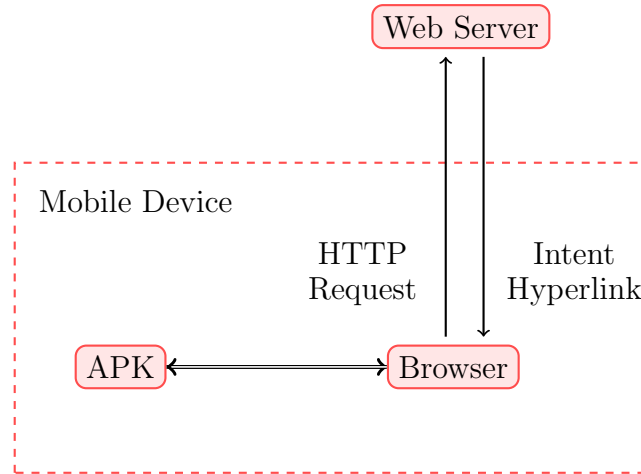 Web Server
Mobile Device
HTTP
Request
Intent
Hyperlink
APK
Browser